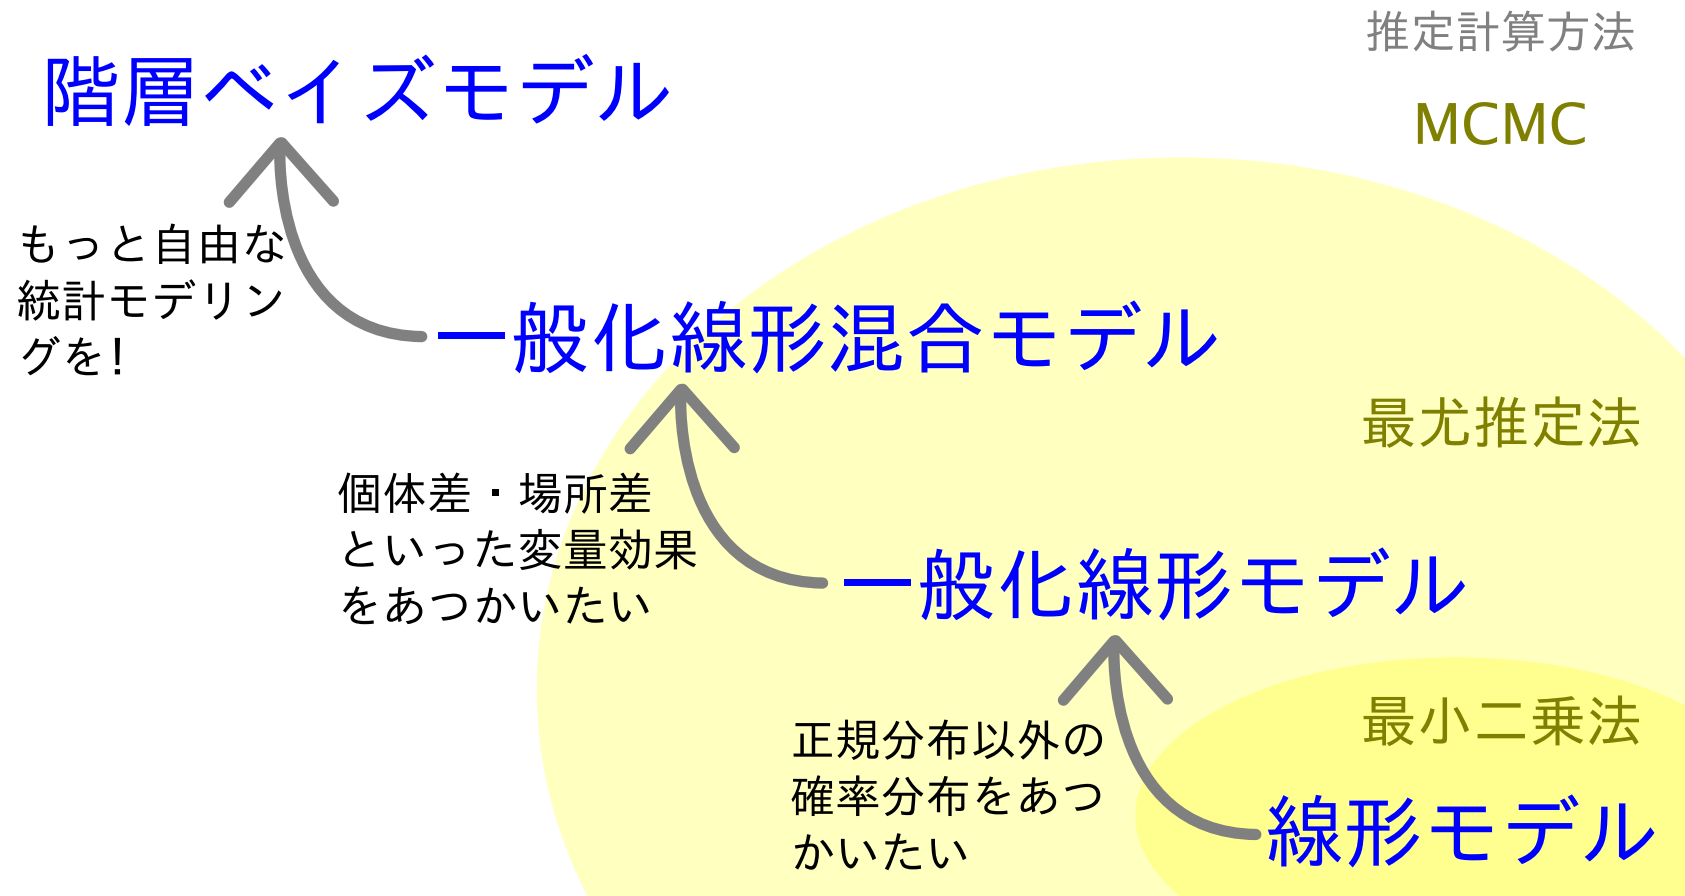 推定計算方法
階層ベイズモデル
MCMC
もっと自由な
統計モデリン
グを!
一般化線形混合モデル
最尤推定法
個体差・場所差
といった変量効果
をあつかいたい
一般化線形モデル
最小二乗法
正規分布以外の
確率分布をあつ
かいたい
線形モデル